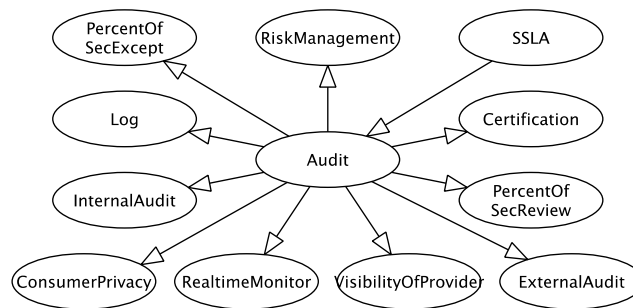 PercentOf
SecExcept
RiskManagement
SSLA
Log
Certification
Audit
InternalAudit
PercentOf
SecReview
ConsumerPrivacy
RealtimeMonitor
VisibilityOfProvider
ExternalAudit